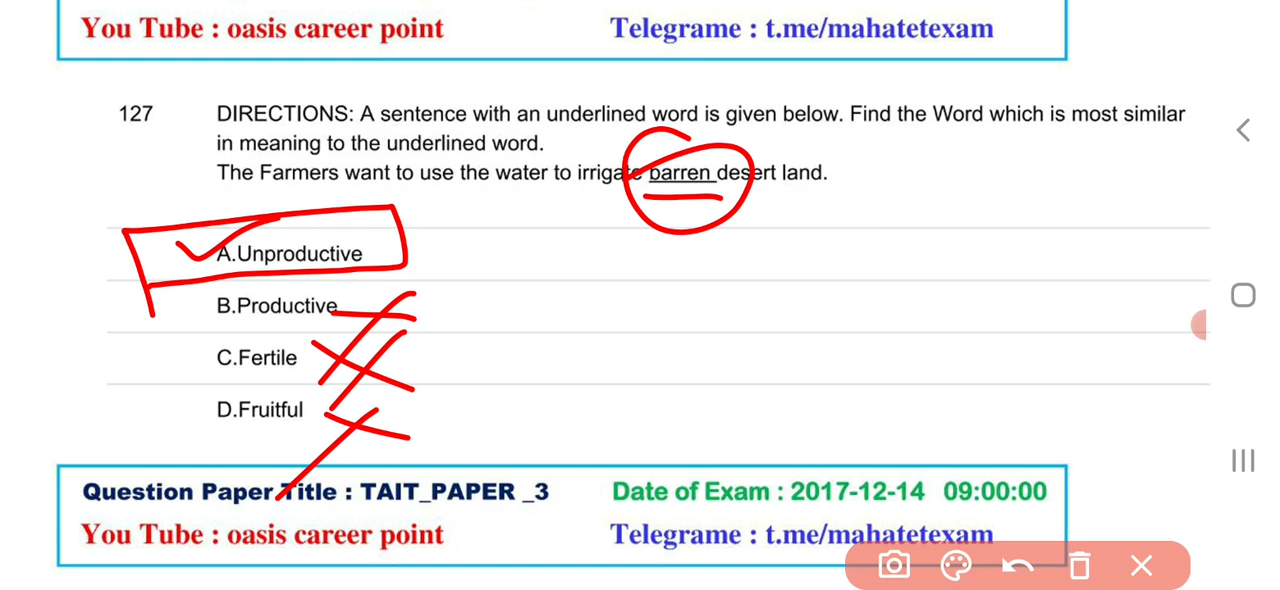 You Tube : oasis career point Telegrame : t.me/mahatetexam
127 DIRECTIONS: A sentence with an underlined word is given below. Find the Word which is most similar
in meaning to the underlined word.
The Farmers want to use the water to irrigate barren desert land.
A.Unproductive
B.Productive
C.Fertile
D.Fruitful
Question Paper Title : TAIT_PAPER _3 Date of Exam : 2017-12-14 09:00:00
You Tube : oasis career point Telegrame : t.me/mahatetexam